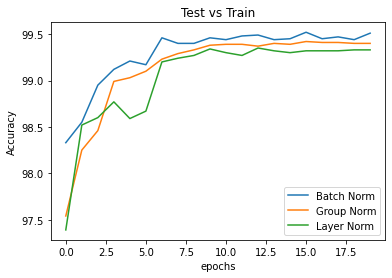 Test vs Train
99.5
99.0
98.5
98.0
97.5
Accuracy
Batch Norm
Group Norm
Layer Norm
0.0 2.5 5.0 7.5 10.0 12.5 15.0 17.5
epochs